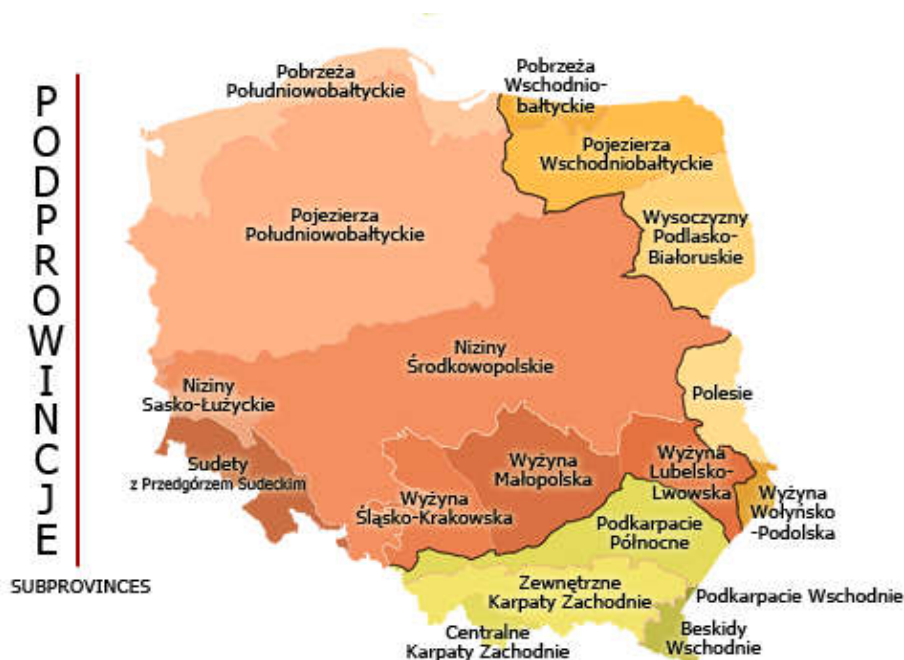 PODPROWINCJE
SUBPROVINCES
Pobrzeża
Południowobałtyckie
Pobrzeża
Wschodnio-
bałtyckie
Pojezierza
Wschodniobałtyckie
Pojezierza
Południowobałtyckie
Wysoczyzny
Podlasko-
Białoruskie
Niziny
Środkowopolskie
Niziny
Sasko-Łużyckie
Polesie
Sudety
z Przedgórzem Sudeckim
Wyżyna
Śląsko-Krakowska
Wyżyna
Małopolska
Wyżyna
Lubelsko-
Lwowska
Wyżyna
Wołyńsko
-Podolska
Podkarpacie
Północne
Zewnętrzne
Karpaty Zachodnie
Podkarpacie Wschodnie
Centralne
Karpaty Zachodnie
Beskidy
Wschodnie